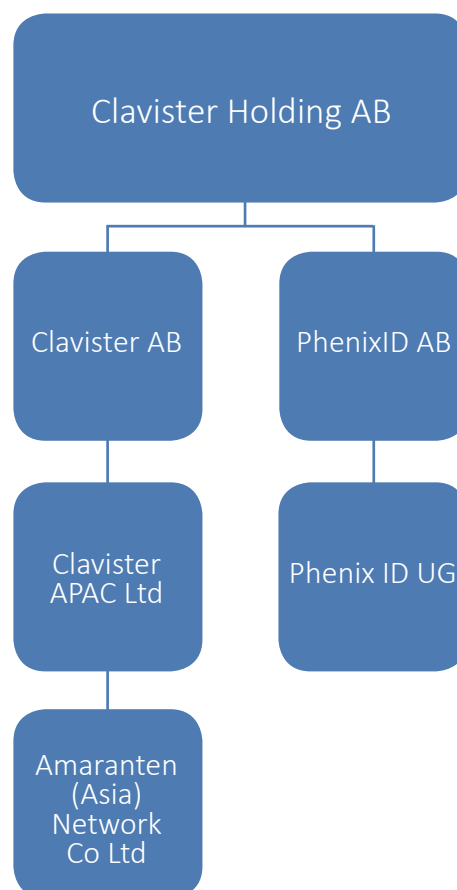 Clavister Holding AB
Clavister AB
PhenixID AB
Clavister
APAC Ltd
Phenix ID UG
Amaranten
(Asia)
Network
Co Ltd